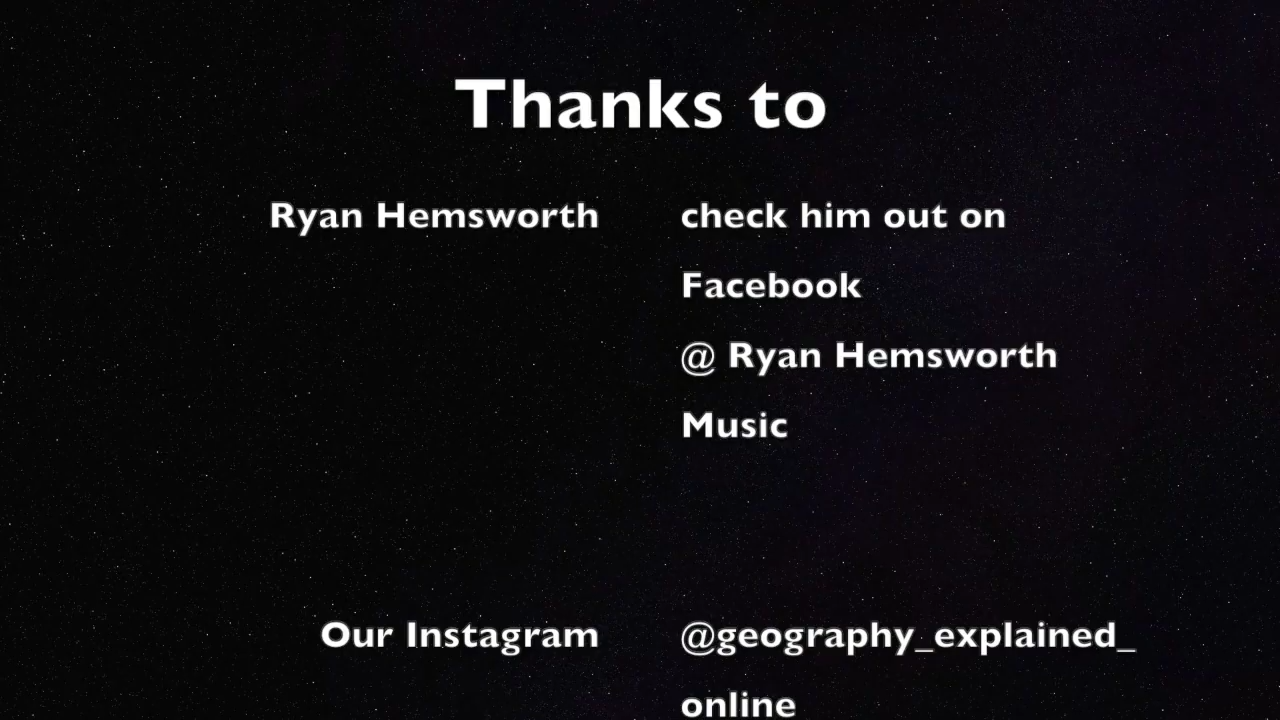 Thanks to
Ryan Hemsworth check him out on
Facebook
@ Ryan Hemsworth
Music
Our Instagram @geography_explained_
online